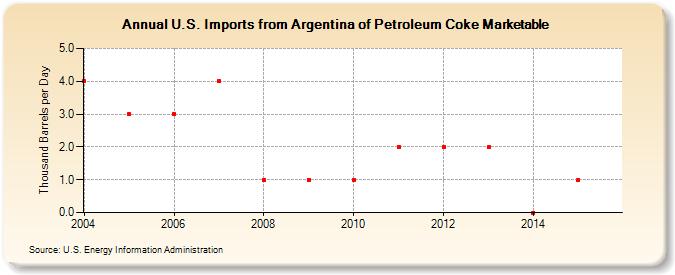 Annual U.S. Imports from Argentina of Petroleum Coke Marketable
Thousand Barrels per Day
5.0
4.0
3.0
2.0
1.0
0.0
2004 2006 2008 2010 2012 2014
Source: U.S. Energy Information Administration